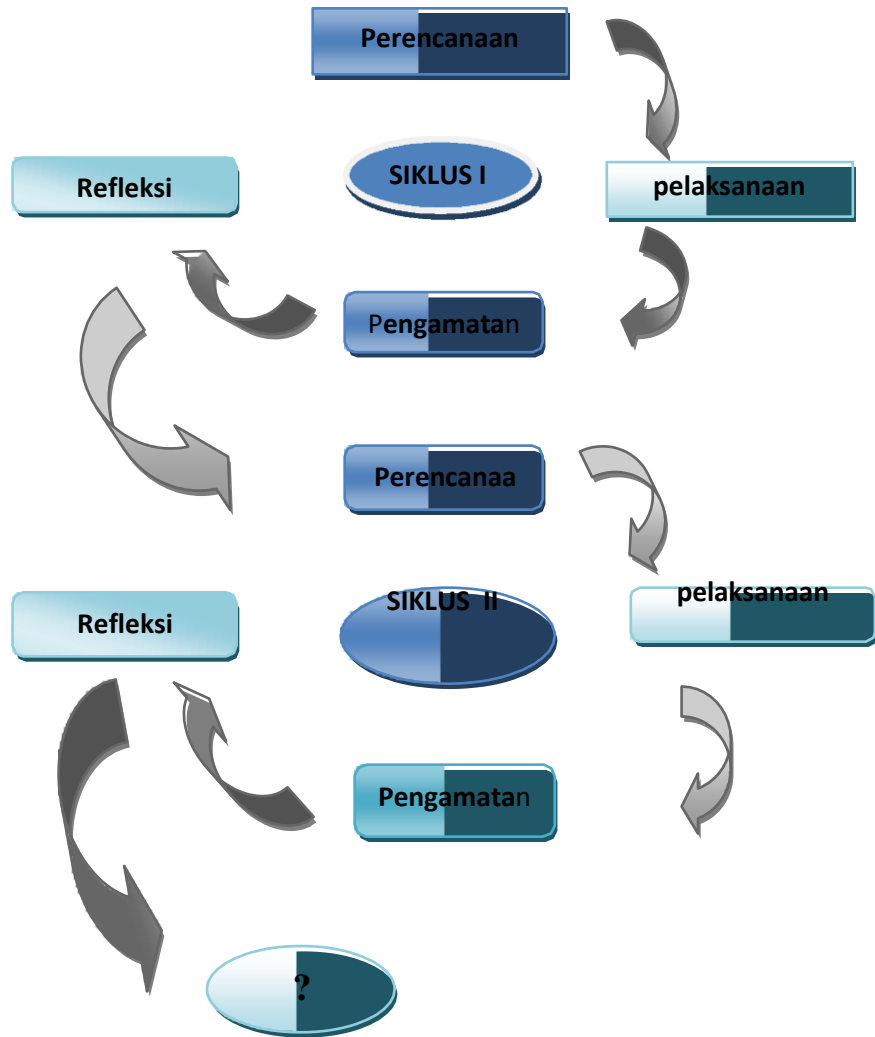 Perencanaan
Refleksi
SIKLUS I
pelaksanaan
Pengamatan
Perencanaa
Refleksi
SIKLUS II
pelaksanaan
Pengamatan
?